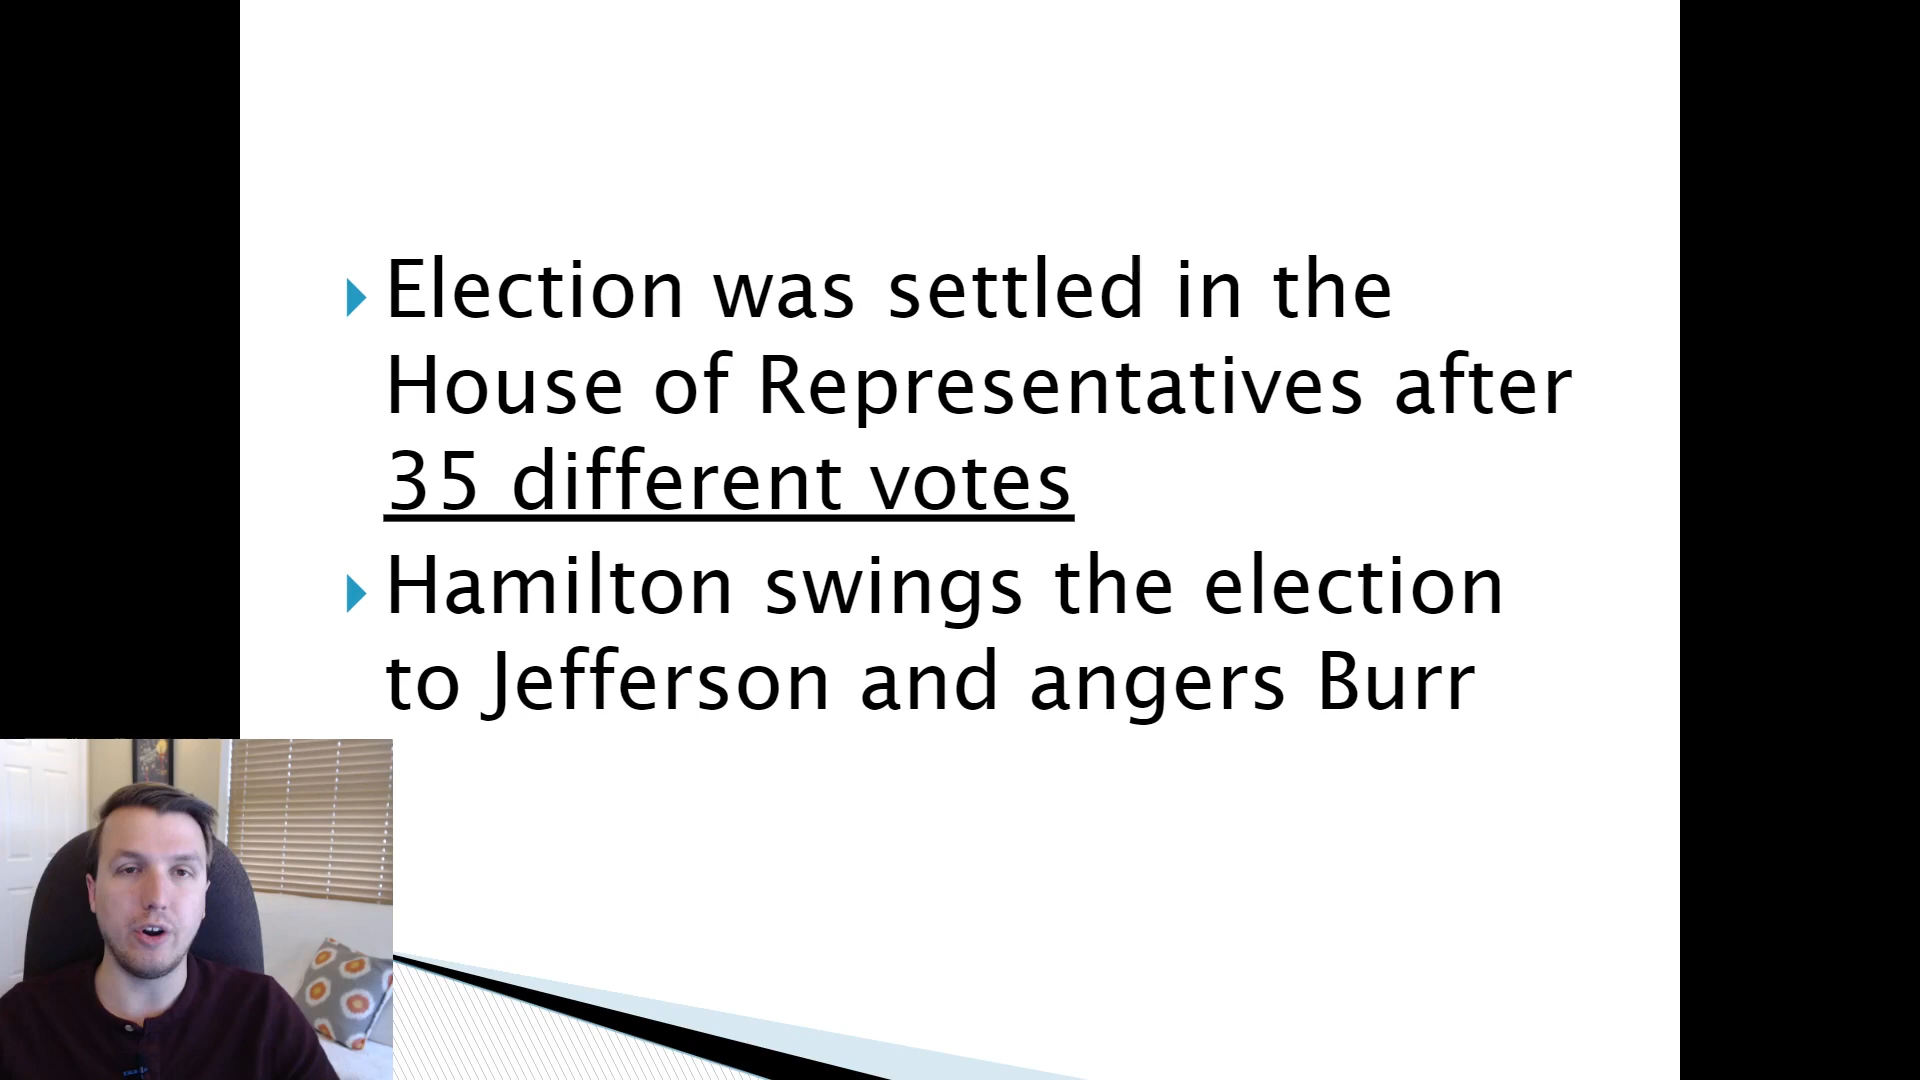 Election was settled in the
House of Representatives after
35 different votes
Hamilton swings the election
to Jefferson and angers Burr